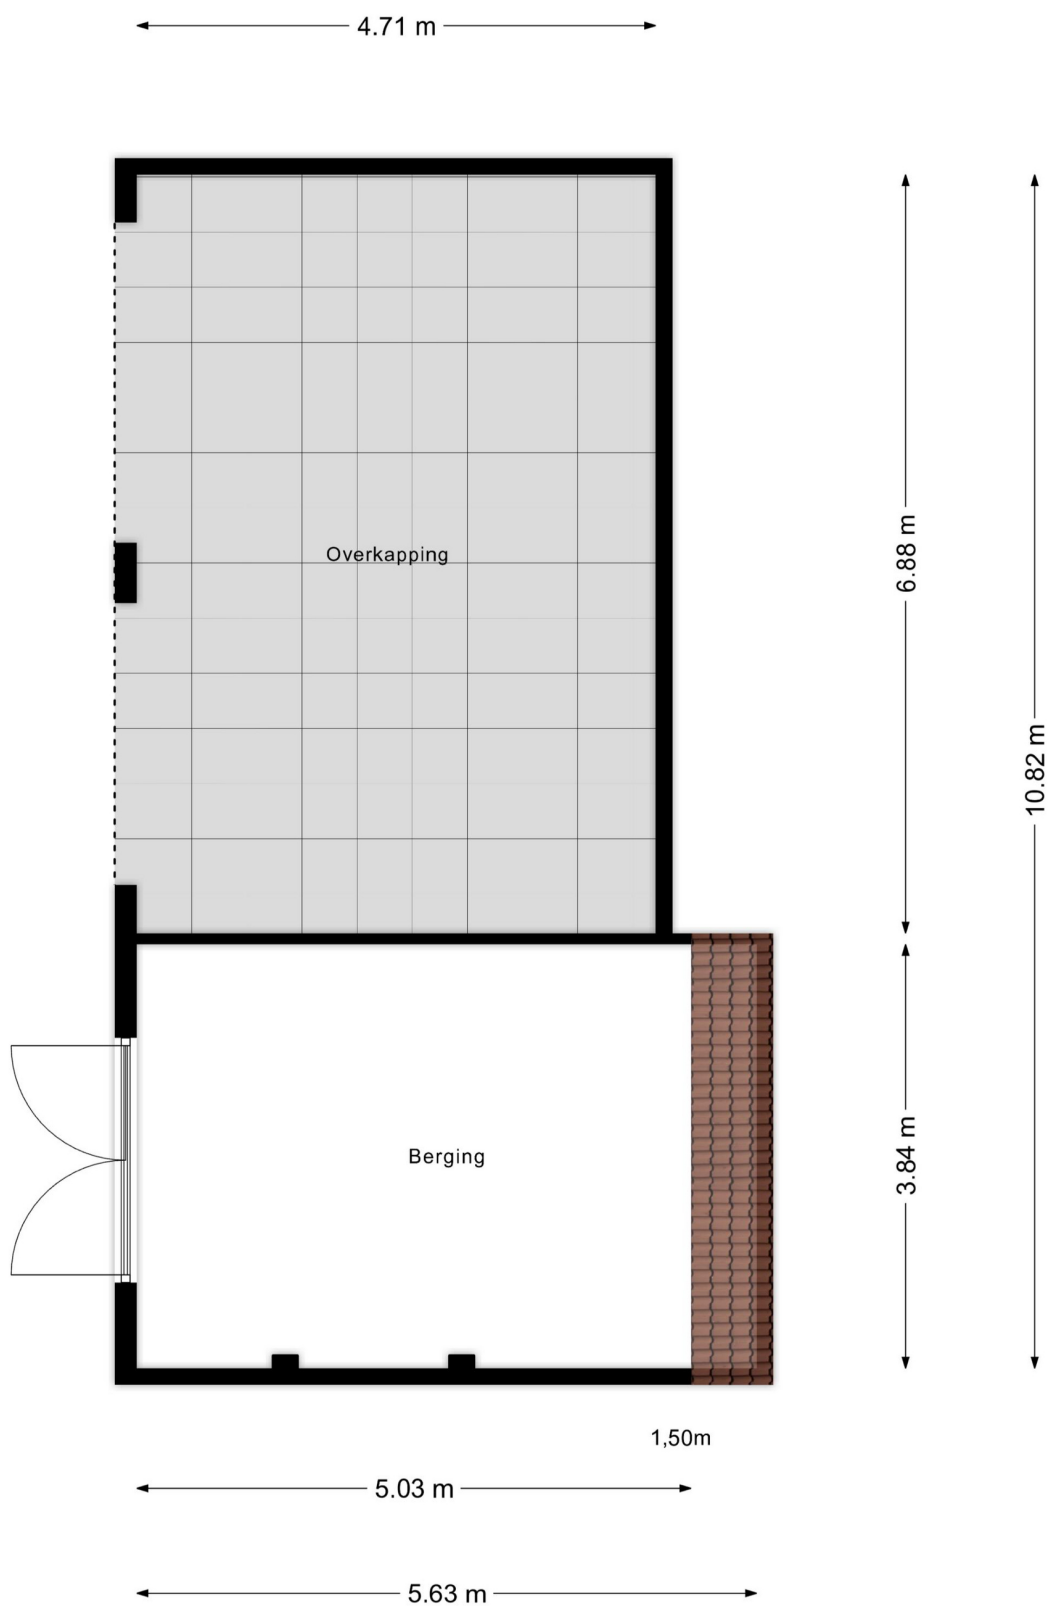 4.71 m
Overkapping
6.88 m
10.82 m
Berging
3.84 m
1,50m
5.03 m
5.63 m